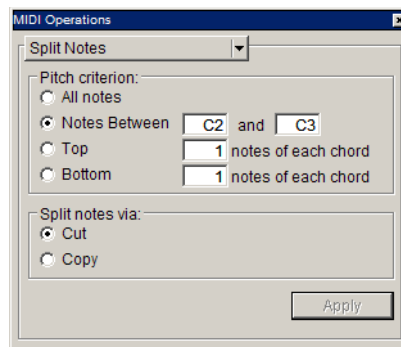 MIDI Operations
Split Notes
Pitch criterion:
All notes
Notes Between C2 and C3
Top 1 notes of each chord
Bottom 1 notes of each chord
Split notes via:
Cut
Copy
Apply